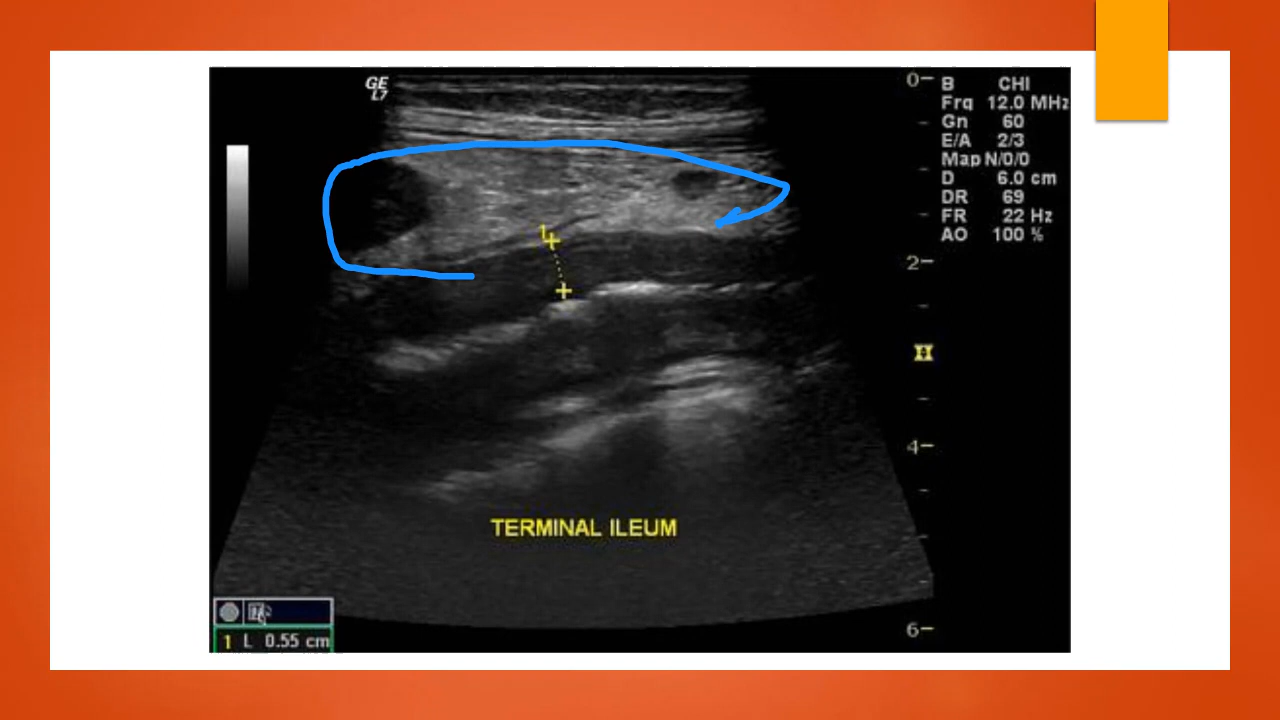 GE
L7
0
B CHI
Frq 12.0 MHz
Gn 60
E/A 2/3
Map N/0/0
D 6.0 cm
DR 69
FR 22 Hz
AO 100 %
1
2
4
TERMINAL ILEUM
6
1 L 0.55 cm